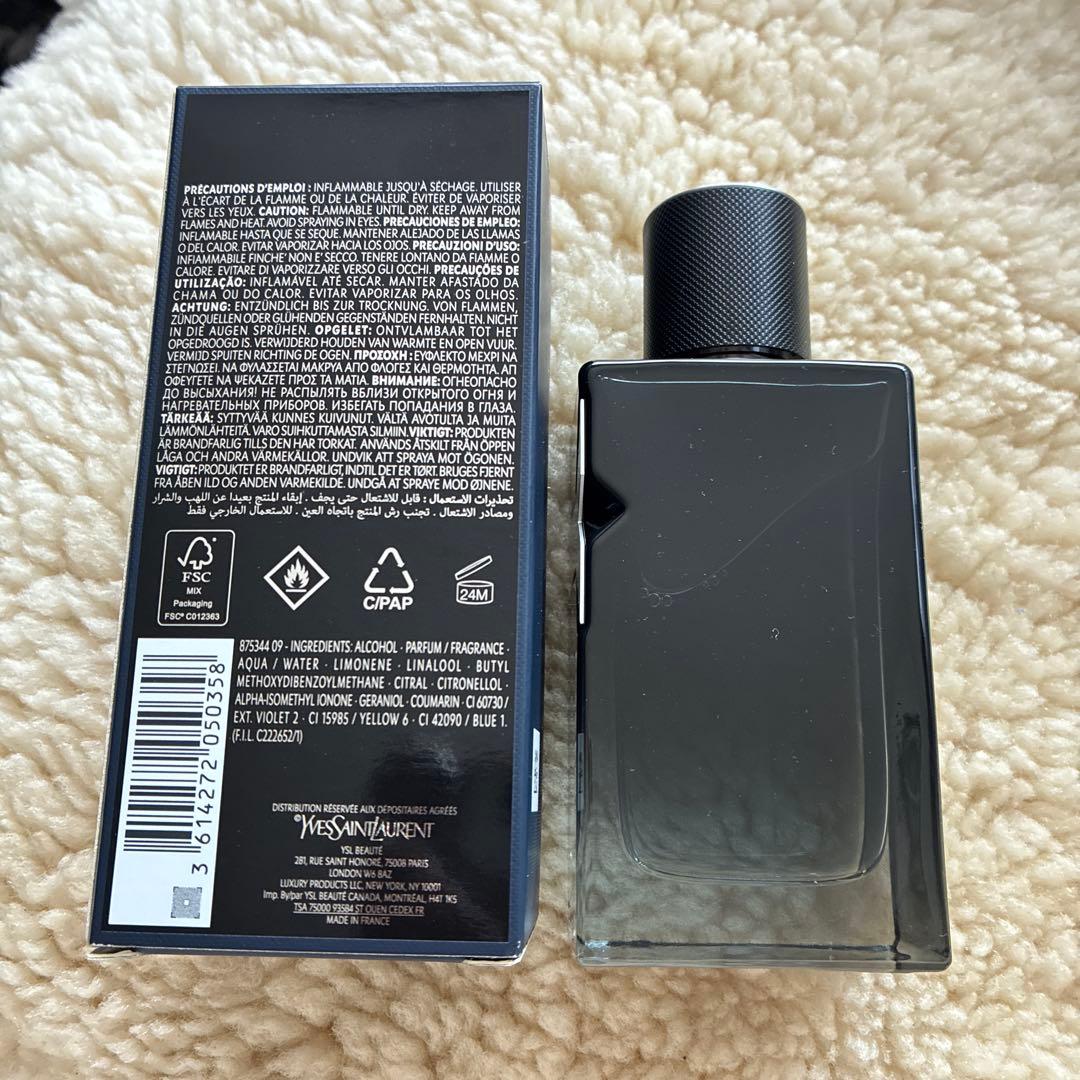 PRÉCAUTIONS D'EMPLOI : INFLAMMABLE JUSQU'À SÉCHAGE. UTILISER
À L'ÉCART DE LA FLAMME OU DE LA CHALEUR. ÉVITER DE VAPORISER
VERS LES YEUX. CAUTION: FLAMMABLE UNTIL DRY. KEEP AWAY FROM
FLAMES AND HEAT. AVOID SPRAYING IN EYES. PRECAUCIONES DE EMPLEO:
INFLAMABLE HASTA QUE SE SEQUE. MANTENER ALEJADO DE LAS LLAMAS
O DEL CALOR. EVITAR VAPORIZAR HACIA LOS OJOS. PRECAUZIONI D'USO:
INFIAMMABILE FINCHE' NON E' SECCO. TENERE LONTANO DA FIAMME O
CALORE. EVITARE DI VAPORIZZARE VERSO GLI OCCHI. PRECAUÇÕES DE
UTILIZAÇÃO: INFLAMÁVEL ATÉ SECAR. MANTER AFASTADO DA
CHAMA OU DO CALOR. EVITAR VAPORIZAR PARA OS OLHOS.
ACHTUNG: ENTZÜNDLICH BIS ZUR TROCKNUNG. VON FLAMMEN,
ZÜNDQUELLEN ODER GLÜHENDEN GEGENSTÄNDEN FERNHALTEN. NICHT
IN DIE AUGEN SPRÜHEN. OPGELET: ONTVLAMBAAR TOT HET
OPGEDROOGD IS. VERWIJDERD HOUDEN VAN WARMTE EN OPEN VUUR.
VERMIJD SPUITEN RICHTING DE OGEN. ΠΡΟΣΟΧΗ : ΕΥΦΛΕΚΤΟ ΜΕΧΡΙ ΝΑ
ΣΤΕΓΝΩΣΕΙ. ΝΑ ΦΥΛΑΣΣΕΤΑΙ ΜΑΚΡΥΑ ΑΠΟ ΦΛΟΓΕΣ ΚΑΙ ΘΕΡΜΟΤΗΤΑ. ΑΠ
ΟΦΕΥΓΕΤΕ ΝΑ ΨΕΚΑΖΕΤΕ ΠΡΟΣ ΤΑ ΜΑΤΙΑ. ВНИМАНИЕ: ОГНЕОПАСНО
ДО ВЫСЫХАНИЯ! НЕ РАСПЫЛЯТЬ ВБЛИЗИ ОТКРЫТОГО ОГНЯ И
НАГРЕВАТЕЛЬНЫХ ПРИБОРОВ. ИЗБЕГАТЬ ПОПАДАНИЯ В ГЛАЗА.
TÄRKEÄÄ: SYTTYVÄÄ KUNNES KUIVUNUT. VÄLTÄ AVOTULTA JA MUITA
LÄMMÖNLÄHTEITÄ. VARO SUIHKUTTAMASTA SILMIIN. VIKTIGT: PRODUKTEN
ÄR BRANDFARLIG TILLS DEN HAR TORKAT. ANVÄNDS ÅTSKILT FRÅN ÖPPEN
LÅGA OCH ANDRA VÄRMEKÄLLOR. UNDVIK ATT SPRAYA MOT ÖGONEN.
VIGTIGT: PRODUKTET ER BRANDFARLIGT, INDTIL DET ER TØRT. BRUGES FJERNT
FRA ÅBEN ILD OG ANDEN VARMEKILDE. UNDGÅ AT SPRAYE MOD ØJNENE.
تحذيرات الاستعمال : قابل للاشتعال حتى يجف . إبقاء المنتج بعيدا عن اللهب والشرار
ومصادر الاشتعال . تجنب رش المنتج باتجاه العين . للاستعمال الخارجي فقط
FSC
MIX
Packaging
FSC® C012363
C/PAP
24M
875344 09 - INGREDIENTS: ALCOHOL · PARFUM / FRAGRANCE ·
AQUA / WATER · LIMONENE · LINALOOL · BUTYL
METHOXYDIBENZOYLMETHANE · CITRAL · CITRONELLOL ·
ALPHA-ISOMETHYL IONONE · GERANIOL · COUMARIN · CI 60730 /
EXT. VIOLET 2 · CI 15985 / YELLOW 6 · CI 42090 / BLUE 1.
(F.I.L. C222652/1)
3 614272 050358
DISTRIBUTION RÉSERVÉE AUX DÉPOSITAIRES AGRÉÉS
©YVESSAINTLAURENT
YSL BEAUTÉ
281, RUE SAINT HONORÉ, 75008 PARIS
LONDON W6 8AZ
LUXURY PRODUCTS LLC, NEW YORK, NY 10001
Imp. By/par YSL BEAUTÉ CANADA, MONTRÉAL, H4T 1K5
TSA 75000 93584 ST OUEN CEDEX FR
MADE IN FRANCE